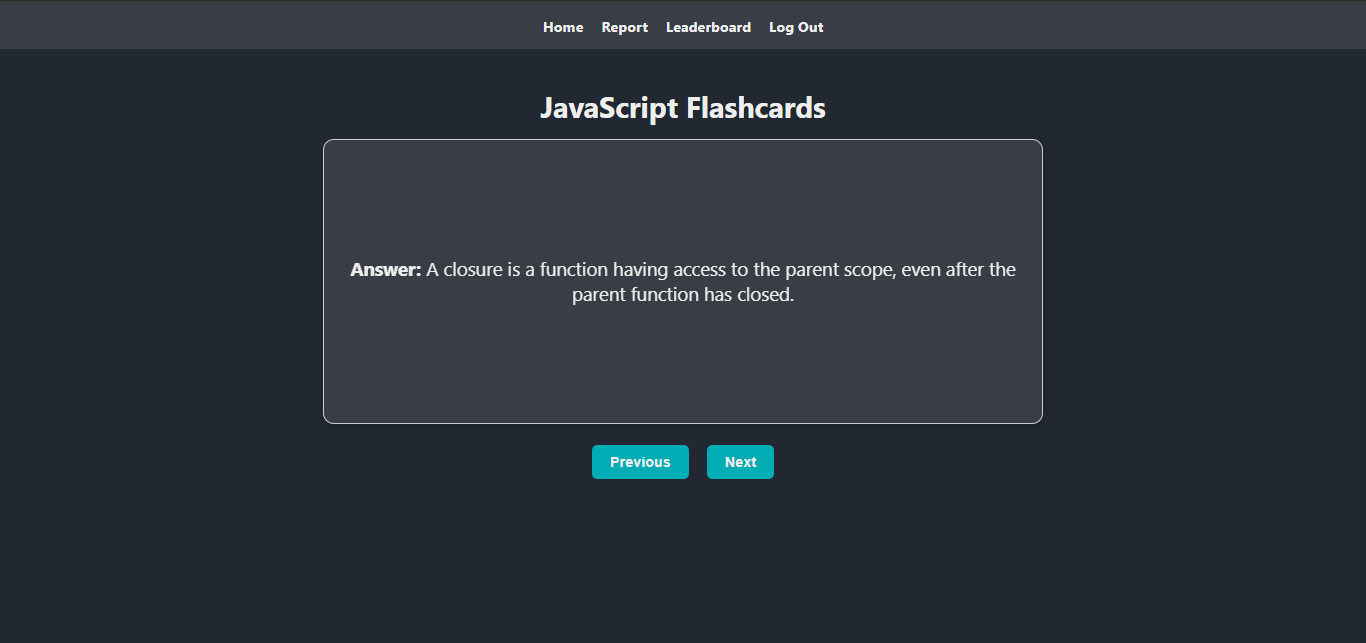 Home Report Leaderboard Log Out
JavaScript Flashcards
Answer: A closure is a function having access to the parent scope, even after the
parent function has closed.
Previous Next